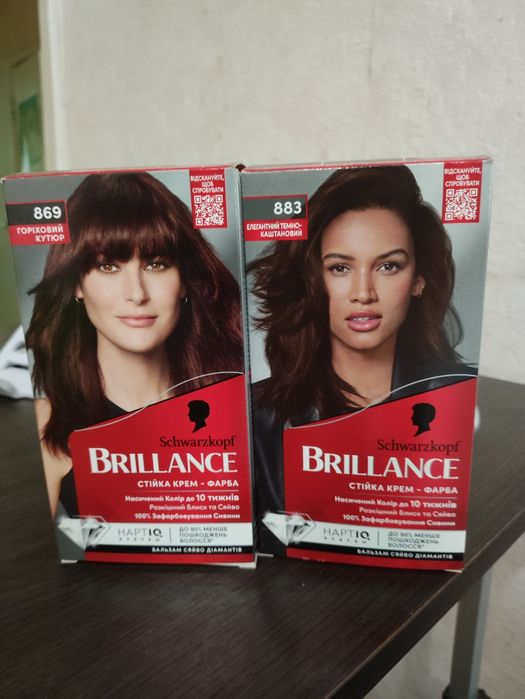 869
ГОРІХОВИЙ
КУТЮР
ВІДСКАНУЙТЕ,
ЩОБ
СПРОБУВАТИ
Schwarzkopf
BRILLANCE
СТІЙКА КРЕМ - ФАРБА
Насичений Колір до 10 тижнів
Розкішний Блиск та Сяйво
100% Зафарбовування Сивини
HAPTIQ
SYSTEM
ДО 90% МЕНШЕ
ПОШКОДЖЕНЬ
ВОЛОССЯ*
БАЛЬЗАМ СЯЙВО ДІАМАНТІВ
883
ЕЛЕГАНТНИЙ ТЕМНО-
КАШТАНОВИЙ
ВІДСКАНУЙТЕ,
ЩОБ
СПРОБУВАТИ
Schwarzkopf
BRILLANCE
СТІЙКА КРЕМ - ФАРБА
Насичений Колір до 10 тижнів
Розкішний Блиск та Сяйво
100% Зафарбовування Сивини
HAPTIQ
SYSTEM
ДО 90% МЕНШЕ
ПОШКОДЖЕНЬ
ВОЛОССЯ*
БАЛЬЗАМ СЯЙВО ДІАМАНТІВ